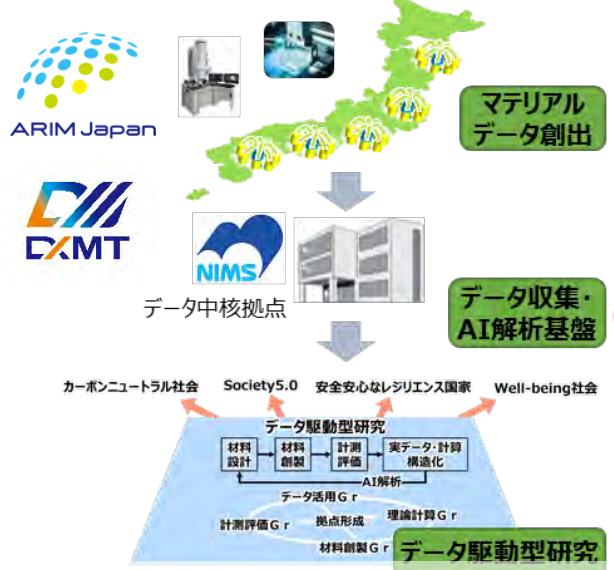 ARIM Japan
マテリアル
データ創出
DXMT
NIMS
データ中核拠点
データ収集・
AI解析基盤
カーボンニュートラル社会
Society5.0
安全安心なレジリエンス国家
Well-being社会
データ駆動型研究
材料
設計
材料
創製
計測
評価
実データ・計算
構造化
AI解析
データ活用Ｇｒ
計測評価Ｇｒ
拠点形成
理論計算Ｇｒ
材料創製Ｇｒ
データ駆動型研究